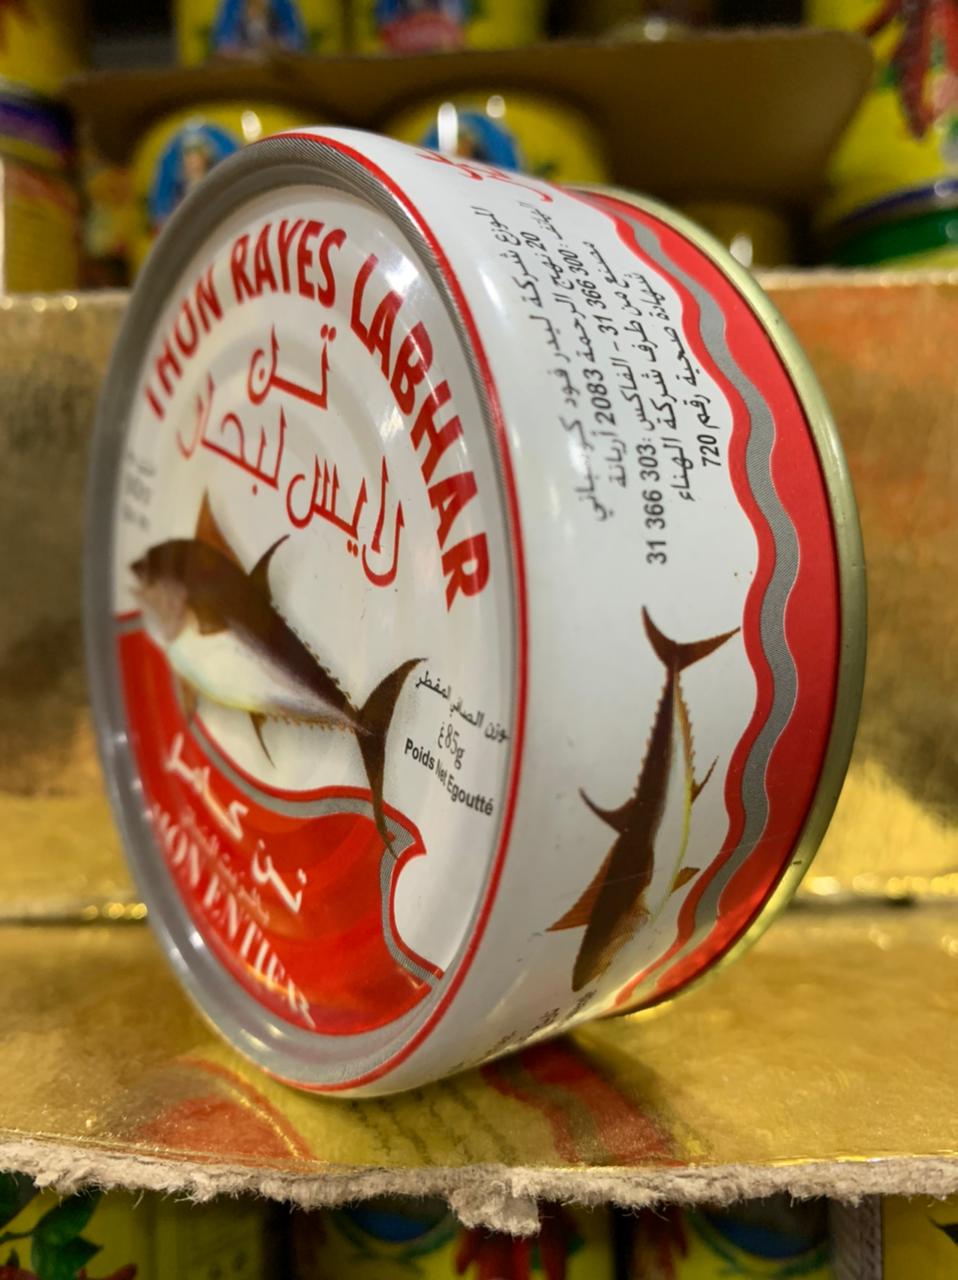 THON RAYES LABHAR
تن
رايس لبحار
الوزن الصافي المقطر
85g غ
Poids Net Egoutté
تن كامل
THON ENTIER
الموزع شركة ليدر فود كومباني
20 نهج الرحمة 2083 أريانة
الهاتف: 300 366 31 - الفاكس: 303 366 31
صنع من طرف شركة الهناء
شهادة صحية رقم 720